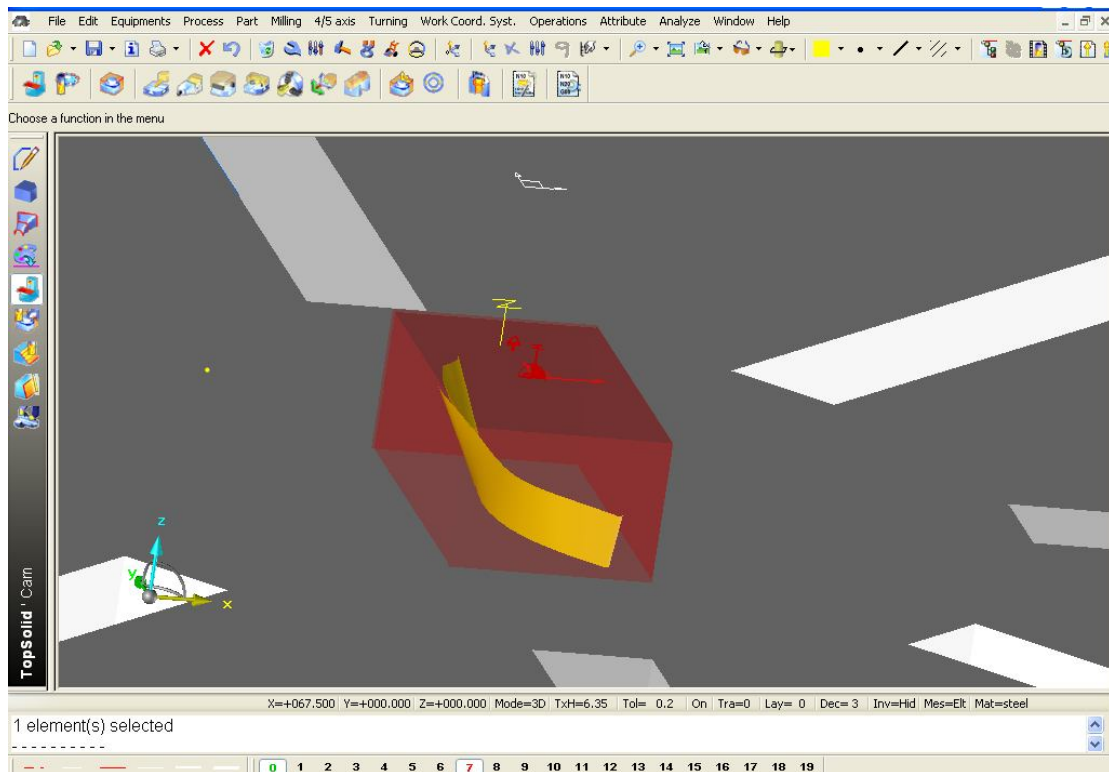 File Edit Equipments Process Part Milling 4/5 axis Turning Work Coord. Syst. Operations Attribute Analyze Window Help
N10
N10
N20
Choose a function in the menu
z
y
x
TopSolid'Cam
X=+067.500 Y=+000.000 Z=+000.000 Mode=3D TxH=6.35 Tol= 0.2 On Tra=0 Lay= 0 Dec= 3 Inv=Hid Mes=Elt Mat=steel
1 element(s) selected
- - - - - - - - - -
0 1 2 3 4 5 6 7 8 9 10 11 12 13 14 15 16 17 18 19